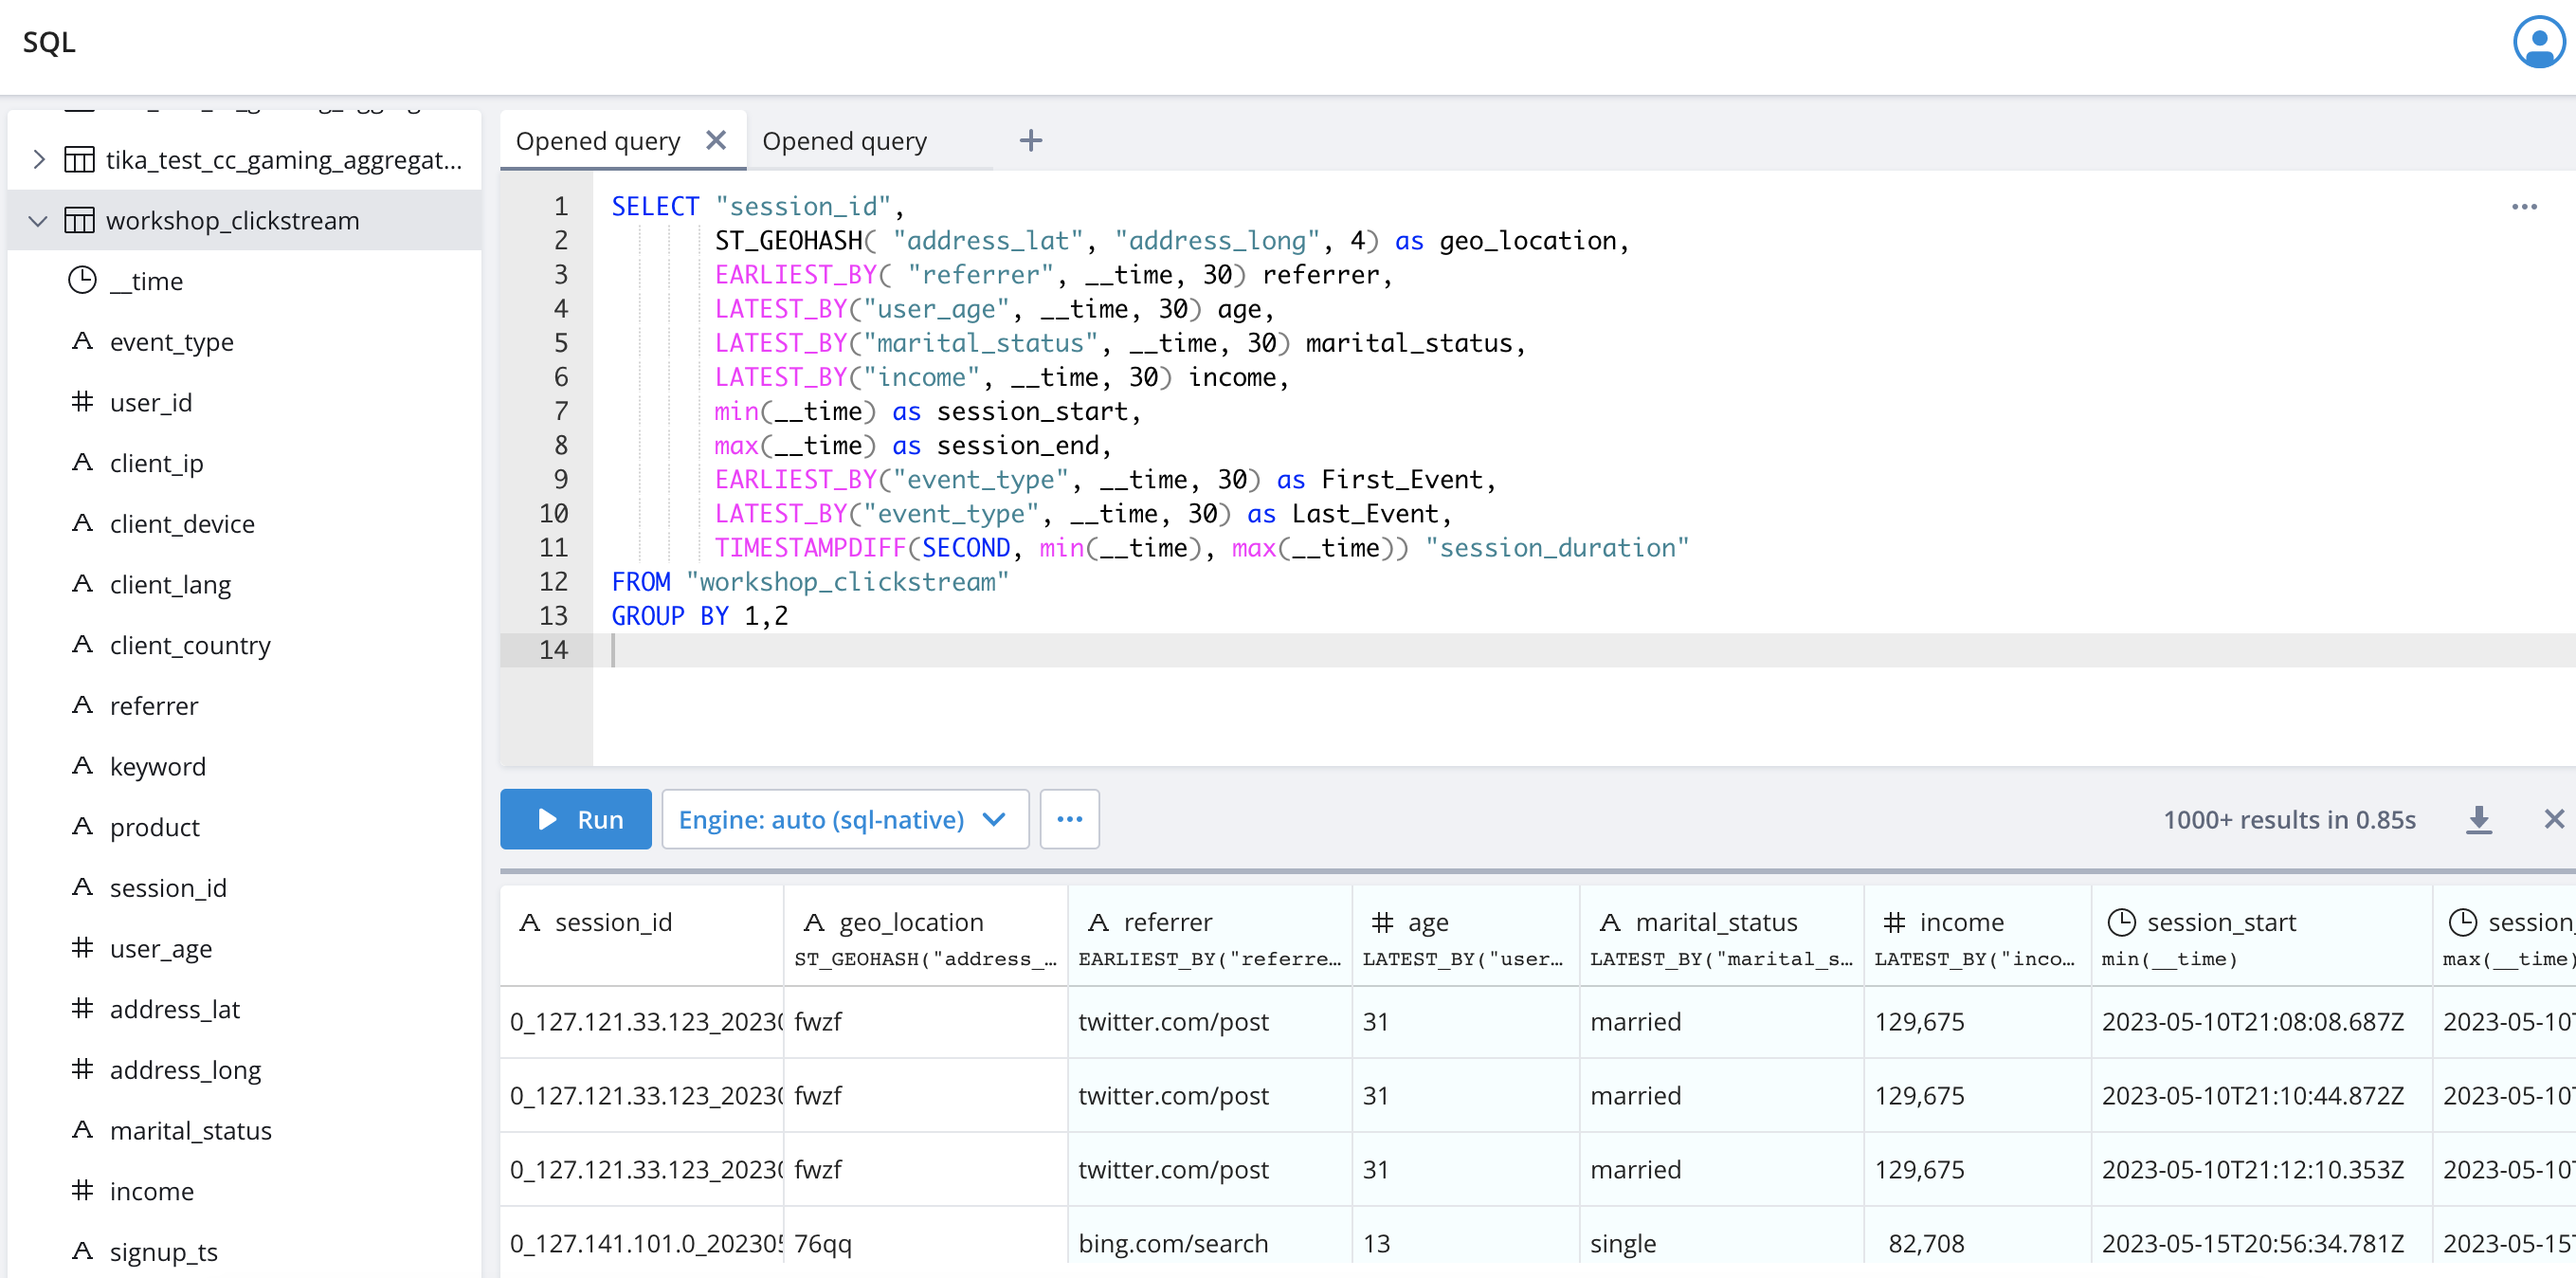 SQL
tika_test_cc_gaming_aggregat...
workshop_clickstream
__time
event_type
user_id
client_ip
client_device
client_lang
client_country
referrer
keyword
product
session_id
user_age
address_lat
address_long
marital_status
income
signup_ts
Opened query
Opened query
1 SELECT "session_id",
2 ST_GEOHASH( "address_lat", "address_long", 4) as geo_location,
3 EARLIEST_BY( "referrer", __time, 30) referrer,
4 LATEST_BY("user_age", __time, 30) age,
5 LATEST_BY("marital_status", __time, 30) marital_status,
6 LATEST_BY("income", __time, 30) income,
7 min(__time) as session_start,
8 max(__time) as session_end,
9 EARLIEST_BY("event_type", __time, 30) as First_Event,
10 LATEST_BY("event_type", __time, 30) as Last_Event,
11 TIMESTAMPDIFF(SECOND, min(__time), max(__time)) "session_duration"
12 FROM "workshop_clickstream"
13 GROUP BY 1,2
14
Run Engine: auto (sql-native) ... 1000+ results in 0.85s
session_id geo_location referrer age marital_status income session_start session_
ST_GEOHASH("address_... EARLIEST_BY("referre... LATEST_BY("user... LATEST_BY("marital_s... LATEST_BY("inco... min(__time) max(__time)
0_127.121.33.123_2023 fwzf twitter.com/post 31 married 129,675 2023-05-10T21:08:08.687Z 2023-05-10
0_127.121.33.123_2023 fwzf twitter.com/post 31 married 129,675 2023-05-10T21:10:44.872Z 2023-05-10
0_127.121.33.123_2023 fwzf twitter.com/post 31 married 129,675 2023-05-10T21:12:10.353Z 2023-05-10
0_127.141.101.0_202305 76qq bing.com/search 13 single 82,708 2023-05-15T20:56:34.781Z 2023-05-15